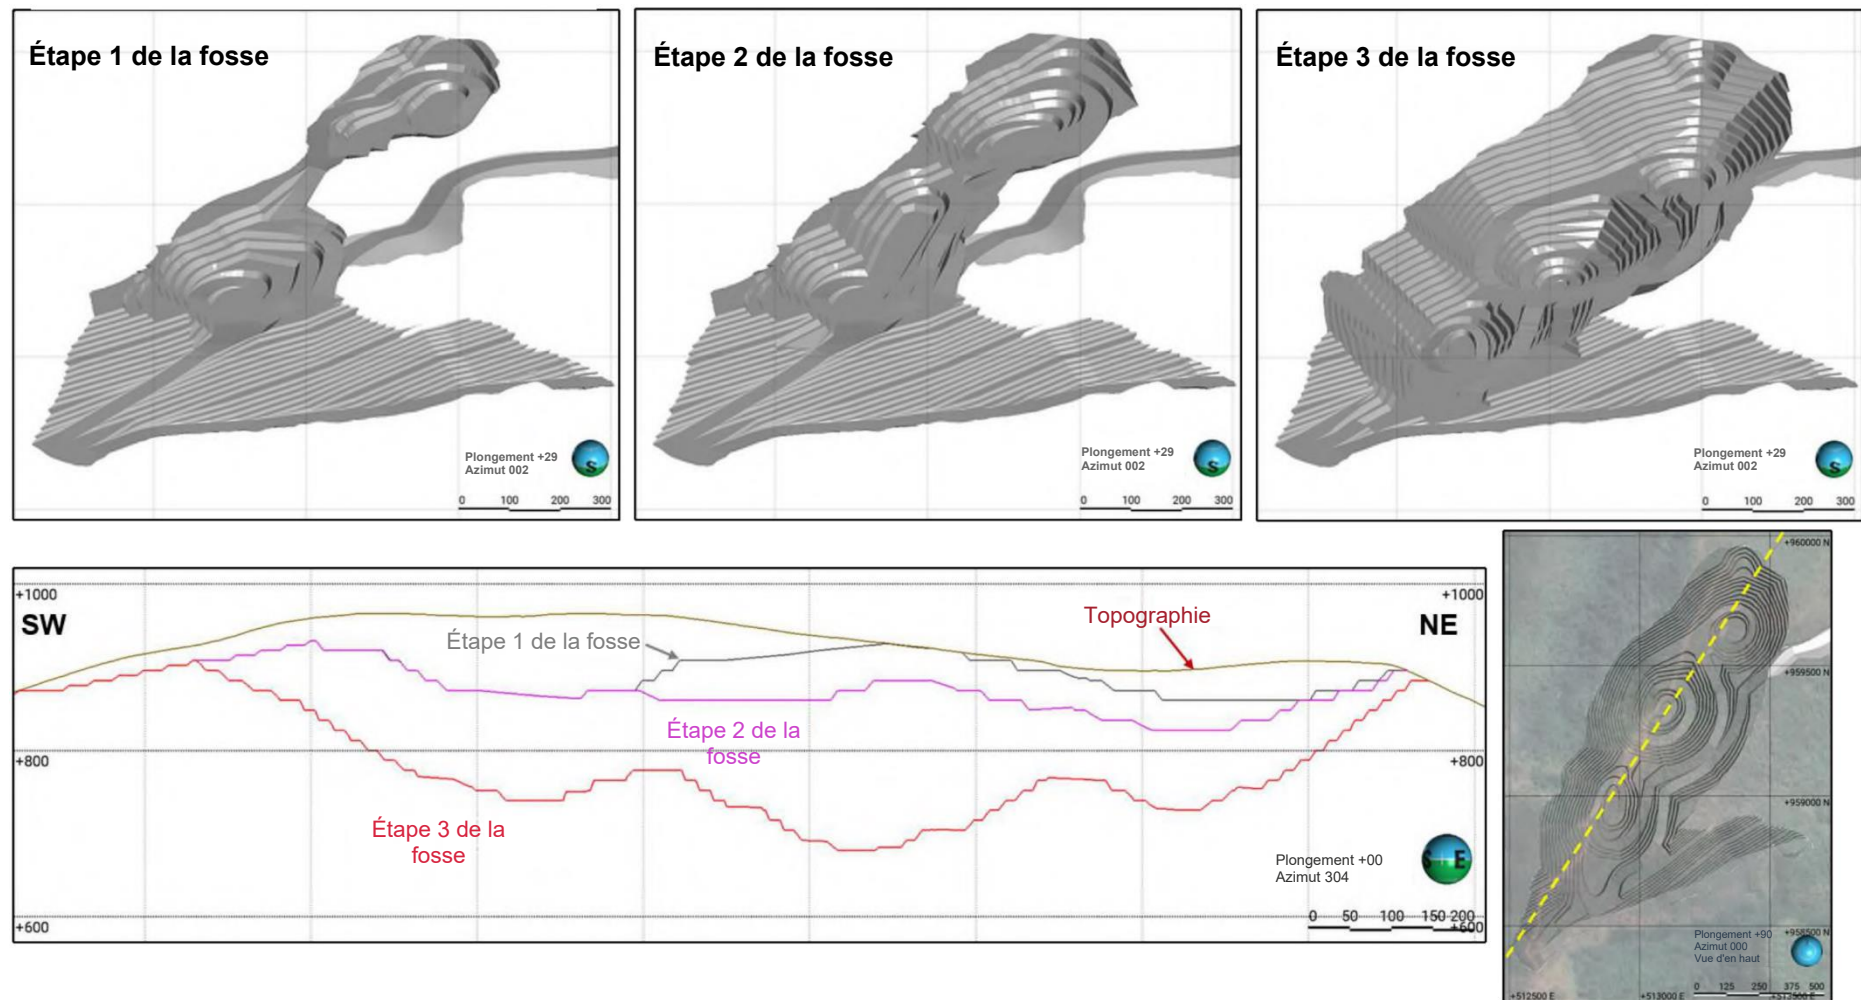 Étape 1 de la fosse
Plongement +29
Azimut 002
S
0 100 200 300
Étape 2 de la fosse
Plongement +29
Azimut 002
S
0 100 200 300
Étape 3 de la fosse
Plongement +29
Azimut 002
S
0 100 200 300
+1000
+1000
SW
NE
Étape 1 de la fosse
Topographie
Étape 2 de la
fosse
+800
+800
Étape 3 de la
fosse
Plongement +00
Azimut 304
S E
0 50 100 150 200
+600
+600
+960000 N
+959500 N
+959000 N
+958500 N
Plongement +90
Azimut 000
Vue d'en haut
0 125 250 375 500
+512500 E
+513000 E
+513500 E